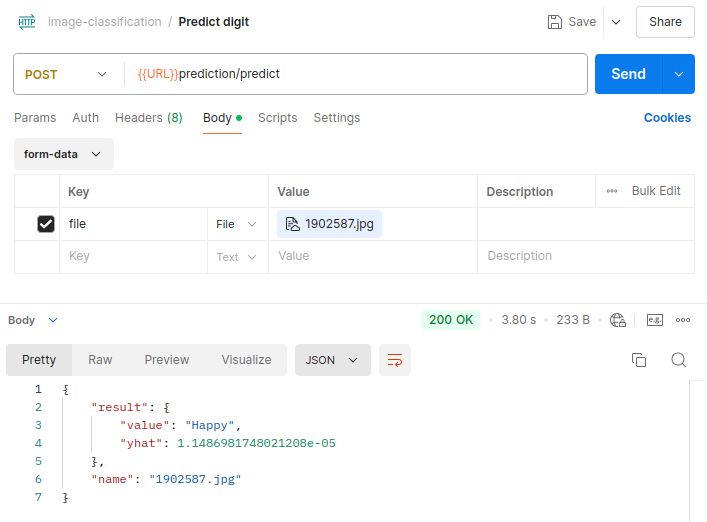 HTTP image-classification / Predict digit Save Share
POST {{URL}}prediction/predict Send
Params Auth Headers (8) Body Scripts Settings Cookies
form-data
Key Value Description Bulk Edit
file File 1902587.jpg
Key Text Value Description
Body 200 OK 3.80 s 233 B e.g.
Pretty Raw Preview Visualize JSON
1 {
2 "result": {
3 "value": "Happy",
4 "yhat": 1.1486981748021208e-05
5 },
6 "name": "1902587.jpg"
7 }